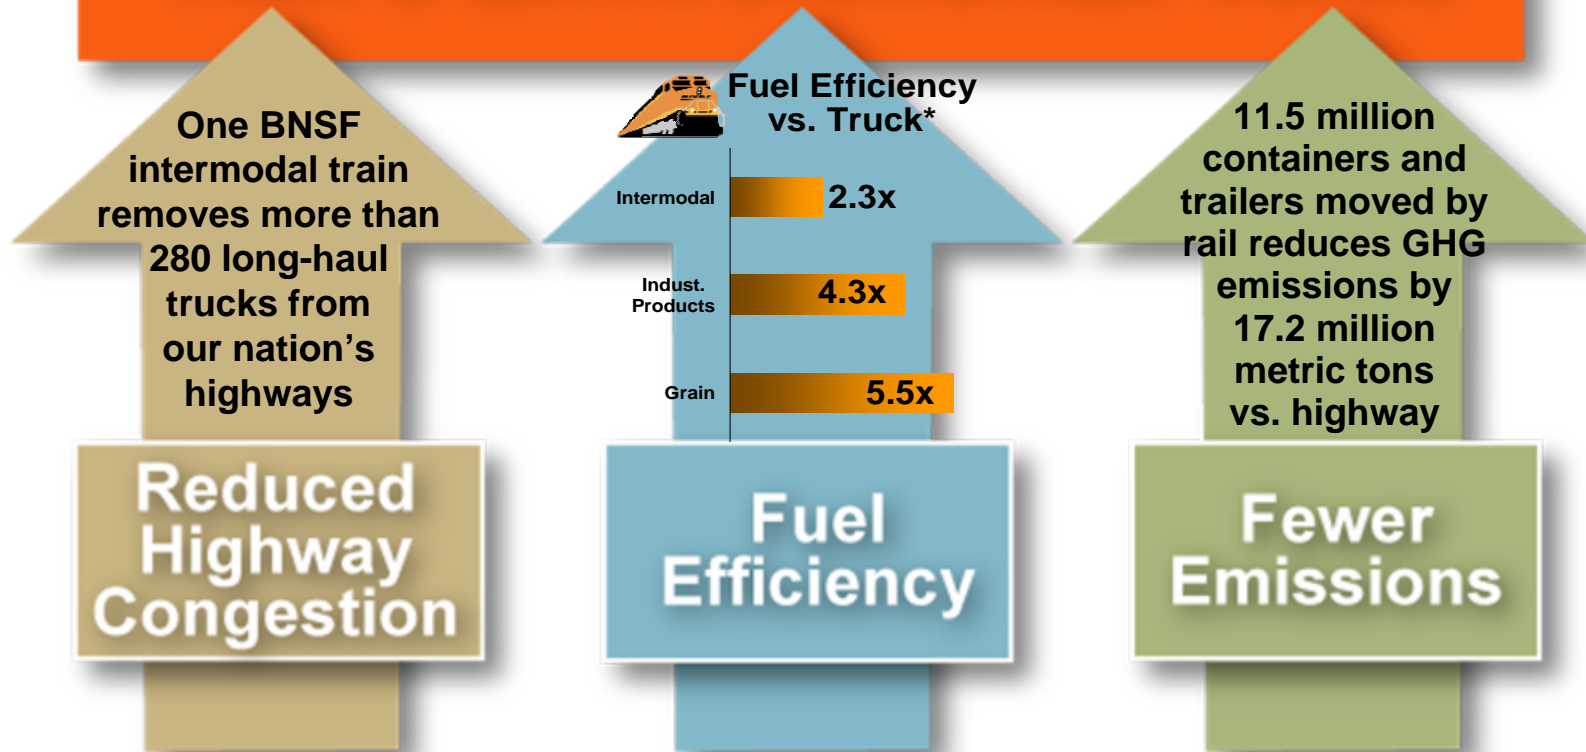 One BNSF
intermodal train
removes more than
280 long-haul
trucks from
our nation's
highways
Reduced
Highway
Congestion
Fuel Efficiency
vs. Truck*
Intermodal
2.3x
Indust.
Products
4.3x
Grain
5.5x
Fuel
Efficiency
11.5 million
containers and
trailers moved by
rail reduces GHG
emissions by
17.2 million
metric tons
vs. highway
Fewer
Emissions